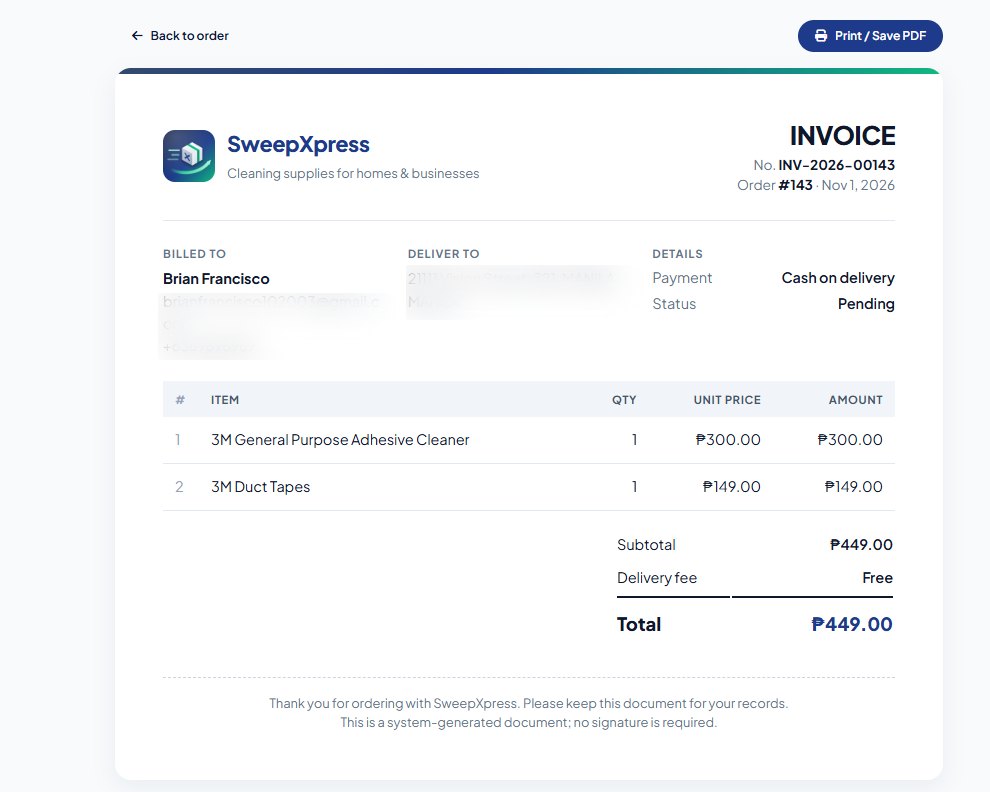 ← Back to order
Print / Save PDF
SweepXpress
Cleaning supplies for homes & businesses
INVOICE
No. INV-2026-00143
Order #143 · Nov 1, 2026
BILLED TO
Brian Francisco
DELIVER TO
DETAILS
Payment Cash on delivery
Status Pending
# ITEM QTY UNIT PRICE AMOUNT
1 3M General Purpose Adhesive Cleaner 1 ₱300.00 ₱300.00
2 3M Duct Tapes 1 ₱149.00 ₱149.00
Subtotal ₱449.00
Delivery fee Free
Total ₱449.00
Thank you for ordering with SweepXpress. Please keep this document for your records.
This is a system-generated document; no signature is required.